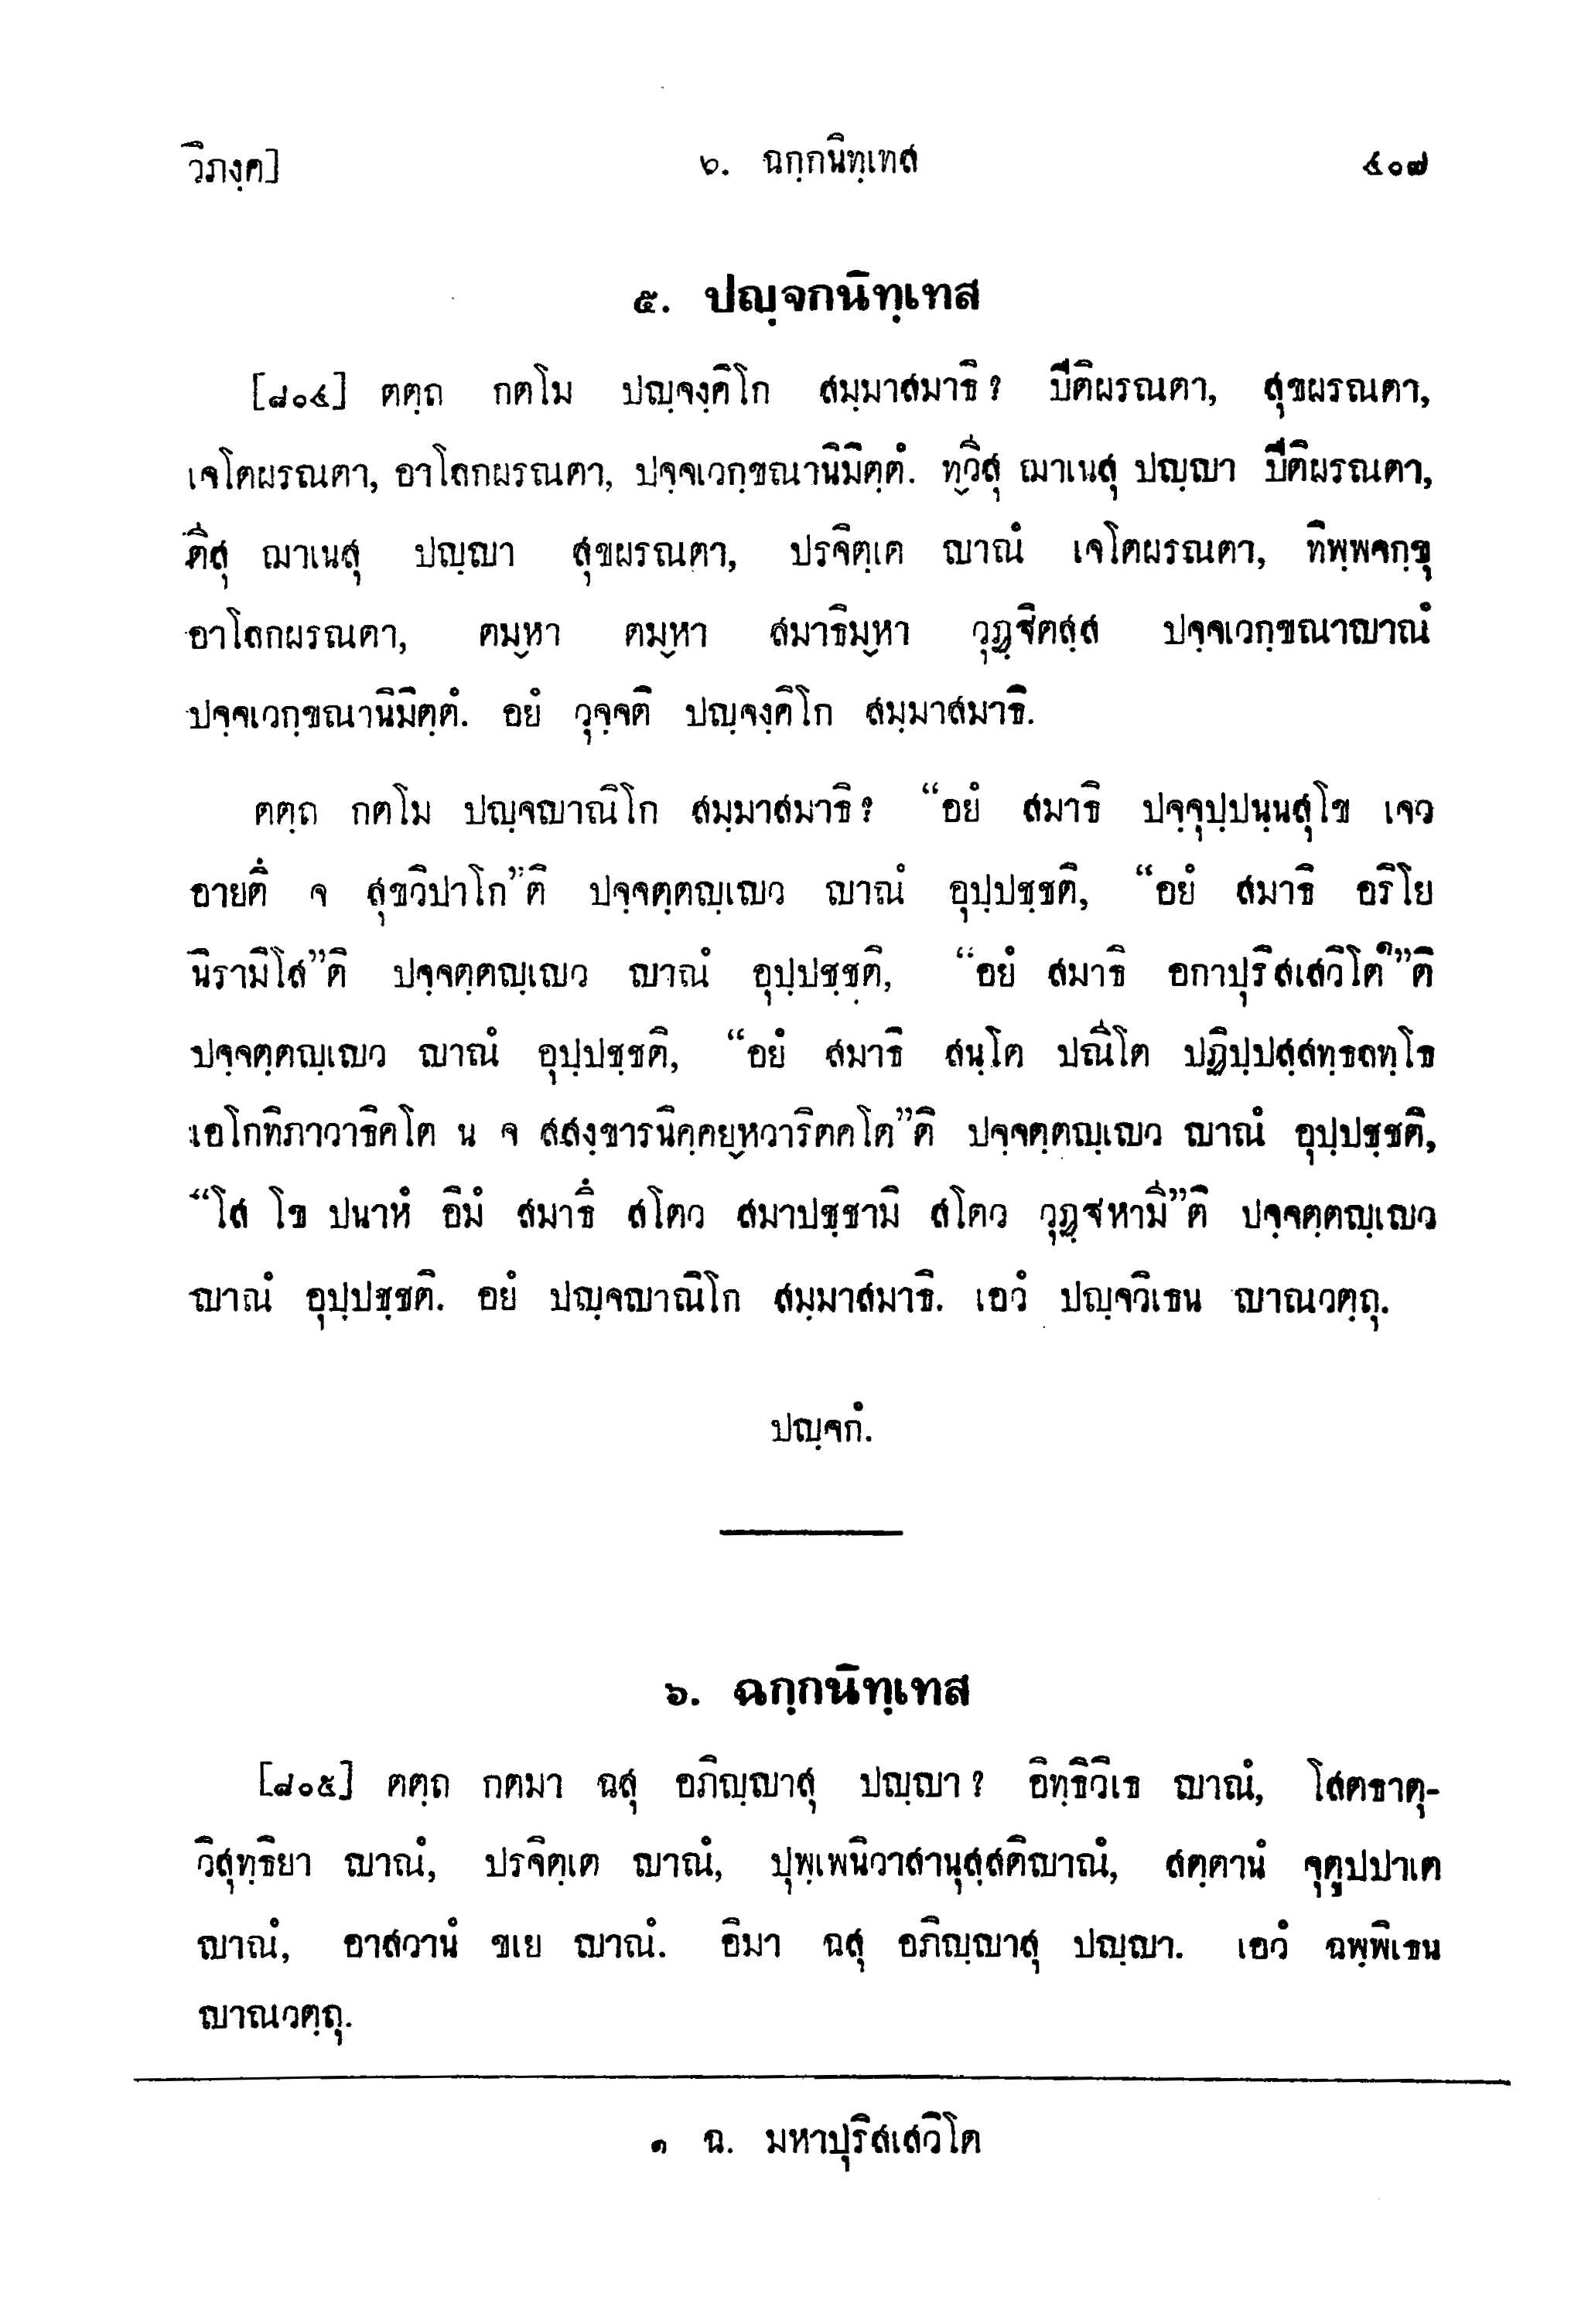 วิภงฺค]
๖. ฉกฺกนิทฺเทส
๔๐๗
๕. ปญฺจกนิทฺเทส
[๘๐๔] ตตฺถ กตโม ปญฺจงฺคิโก สมฺมาสมาธิ? ปีติผรณตา, สุขผรณตา,
เจโตผรณตา, อาโลกผรณตา, ปจฺจเวกฺขณานิมิตฺตํ. ทฺวีสุ ฌาเนสุ ปญฺญา ปีติผรณตา,
ตีสุ ฌาเนสุ ปญฺญา สุขผรณตา, ปรจิตฺเต ญาณํ เจโตผรณตา, ทิพฺพจกฺขุ
อาโลกผรณตา, ตมฺหา ตมฺหา สมาธิมฺหา วุฏฺฐิตสฺส ปจฺจเวกฺขณาญาณํ
ปจฺจเวกฺขณานิมิตฺตํ. อยํ วุจฺจติ ปญฺจงฺคิโก สมฺมาสมาธิ.
ตตฺถ กตโม ปญฺจญาณิโก สมฺมาสมาธิ? “อยํ สมาธิ ปจฺจุปฺปนฺนสุโข เจว
อายตึ จ สุขวิปาโก”ติ ปจฺจตฺตญฺเญว ญาณํ อุปฺปชฺชติ, “อยํ สมาธิ อริโย
นิรามิโส”ติ ปจฺจตฺตญฺเญว ญาณํ อุปฺปชฺชติ, “อยํ สมาธิ อกาปุริสเสวิโต๑”ติ
ปจฺจตฺตญฺเญว ญาณํ อุปฺปชฺชติ, “อยํ สมาธิ สนฺโต ปณีโต ปฏิปฺปสฺสทฺธลทฺโธ
เอโกทิภาวาธิคโต น จ สสงฺขารนิคฺคยฺหวาริตคโต”ติ ปจฺจตฺตญฺเญว ญาณํ อุปฺปชฺชติ,
“โส โข ปนาหํ อิมํ สมาธึ สโตว สมาปชฺชามิ สโตว วุฏฺฐหามี”ติ ปจฺจตฺตญฺเญว
ญาณํ อุปฺปชฺชติ. อยํ ปญฺจญาณิโก สมฺมาสมาธิ. เอวํ ปญฺจวิเธน ญาณวตฺถุ.
ปญฺจกํ.
๖. ฉกฺกนิทฺเทส
[๘๐๕] ตตฺถ กตมา ฉสุ อภิญฺญาสุ ปญฺญา? อิทฺธิวิเธ ญาณํ, โสตธาตุ-
วิสุทฺธิยา ญาณํ, ปรจิตฺเต ญาณํ, ปุพฺเพนิวาสานุสฺสติญาณํ, สตฺตานํ จุตูปปาเต
ญาณํ, อาสวานํ ขเย ญาณํ. อิมา ฉสุ อภิญฺญาสุ ปญฺญา. เอวํ ฉพฺพิเธน
ญาณวตฺถุ.
๑ ฉ. มหาปุริสเสวิโต